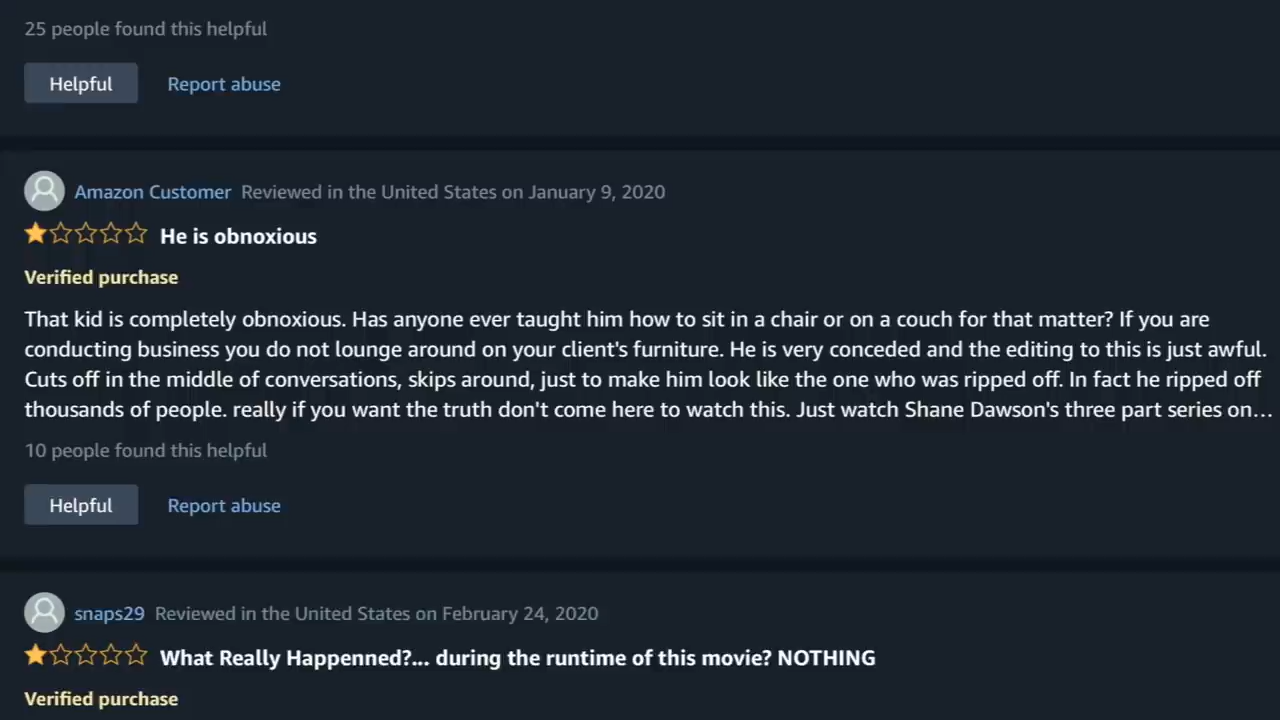 25 people found this helpful
Helpful Report abuse
Amazon Customer Reviewed in the United States on January 9, 2020
He is obnoxious
Verified purchase
That kid is completely obnoxious. Has anyone ever taught him how to sit in a chair or on a couch for that matter? If you are
conducting business you do not lounge around on your client's furniture. He is very conceded and the editing to this is just awful.
Cuts off in the middle of conversations, skips around, just to make him look like the one who was ripped off. In fact he ripped off
thousands of people. really if you want the truth don't come here to watch this. Just watch Shane Dawson's three part series on...
10 people found this helpful
Helpful Report abuse
snaps29 Reviewed in the United States on February 24, 2020
What Really Happenned?... during the runtime of this movie? NOTHING
Verified purchase